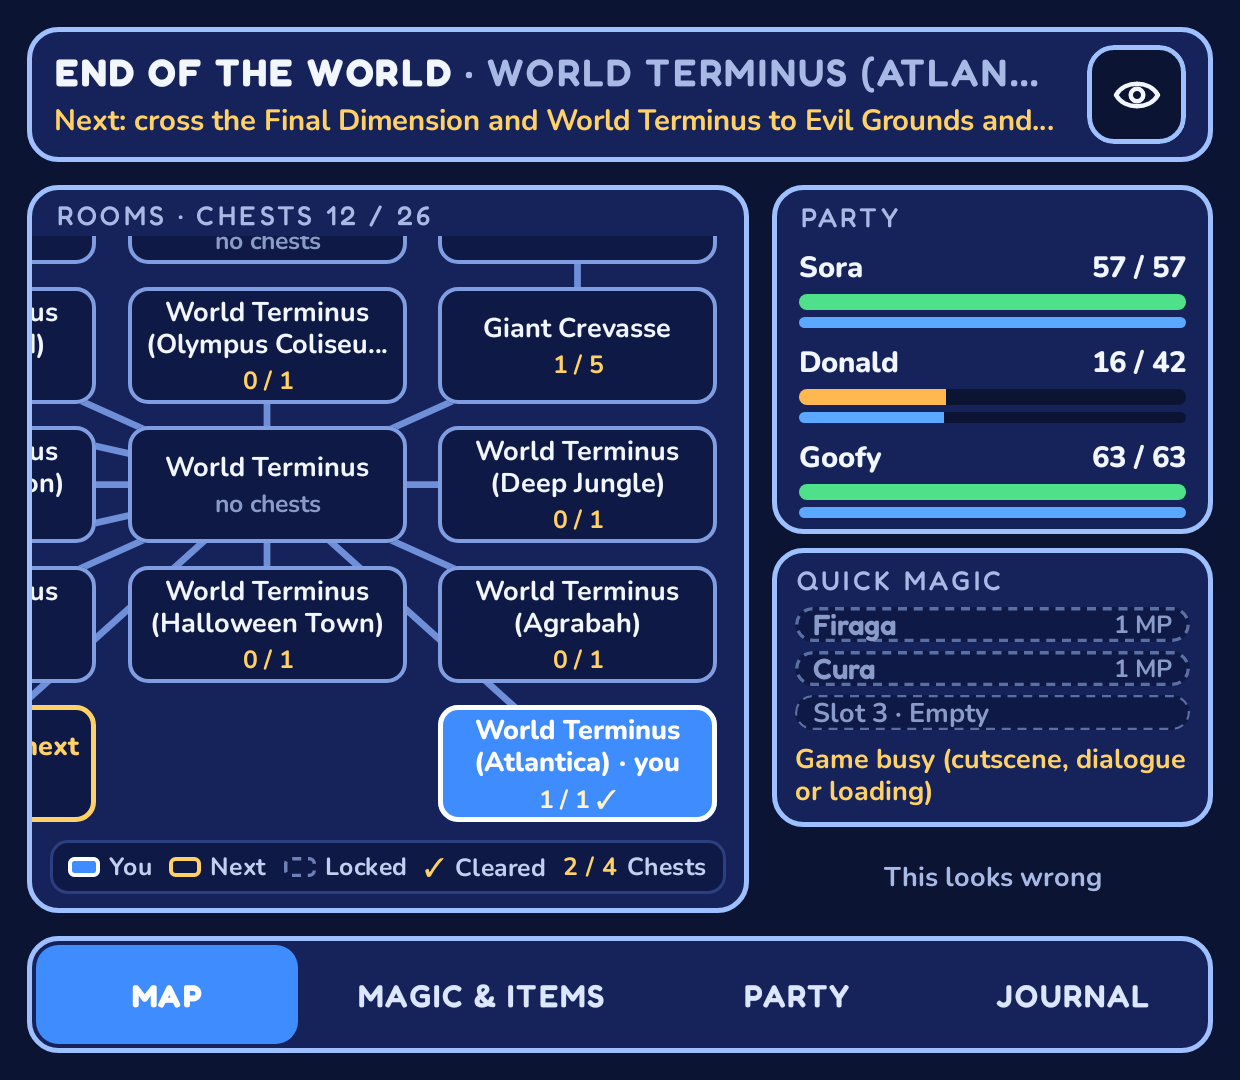 END OF THE WORLD · WORLD TERMINUS (ATLAN...
Next: cross the Final Dimension and World Terminus to Evil Grounds and...
ROOMS · CHESTS 12 / 26
no chests
us
World Terminus
(Olympus Coliseu...
0 / 1
Giant Crevasse
1 / 5
us
on)
World Terminus
no chests
World Terminus
(Deep Jungle)
0 / 1
us
World Terminus
(Halloween Town)
0 / 1
World Terminus
(Agrabah)
0 / 1
next
World Terminus
(Atlantica) · you
1 / 1 ✓
You Next Locked ✓ Cleared 2 / 4 Chests
PARTY
Sora 57 / 57
Donald 16 / 42
Goofy 63 / 63
QUICK MAGIC
Firaga 1 MP
Cura 1 MP
Slot 3 · Empty
Game busy (cutscene, dialogue
or loading)
This looks wrong
MAP MAGIC & ITEMS PARTY JOURNAL